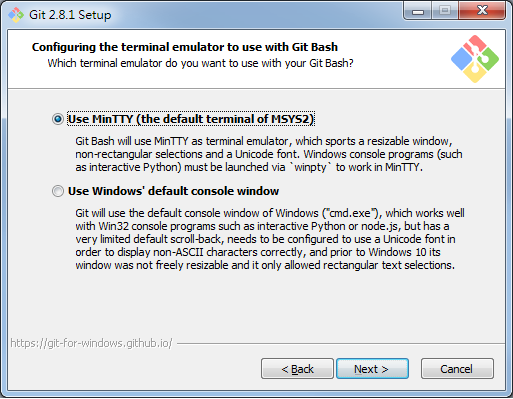 Git 2.8.1 Setup
Configuring the terminal emulator to use with Git Bash
Which terminal emulator do you want to use with your Git Bash?
Use MinTTY (the default terminal of MSYS2)
Git Bash will use MinTTY as terminal emulator, which sports a resizable window,
non-rectangular selections and a Unicode font. Windows console programs (such
as interactive Python) must be launched via `winpty` to work in MinTTY.
Use Windows' default console window
Git will use the default console window of Windows ("cmd.exe"), which works well
with Win32 console programs such as interactive Python or node.js, but has a
very limited default scroll-back, needs to be configured to use a Unicode font in
order to display non-ASCII characters correctly, and prior to Windows 10 its
window was not freely resizable and it only allowed rectangular text selections.
https://git-for-windows.github.io/
< Back Next > Cancel